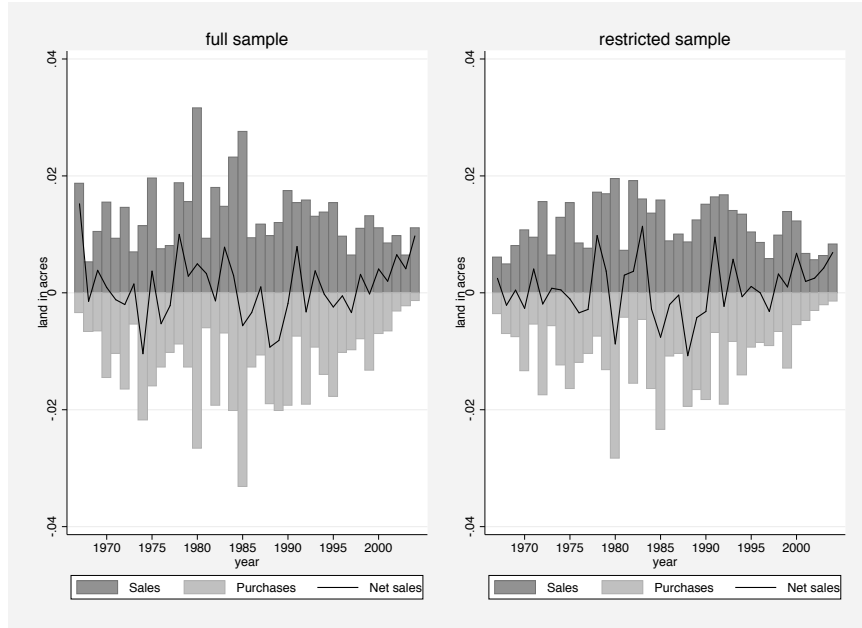 full sample
land in acres
.04
.02
0
-.02
-.04
1970 1975 1980 1985 1990 1995 2000
year
Sales Purchases Net sales
restricted sample
land in acres
.04
.02
0
-.02
-.04
1970 1975 1980 1985 1990 1995 2000
year
Sales Purchases Net sales